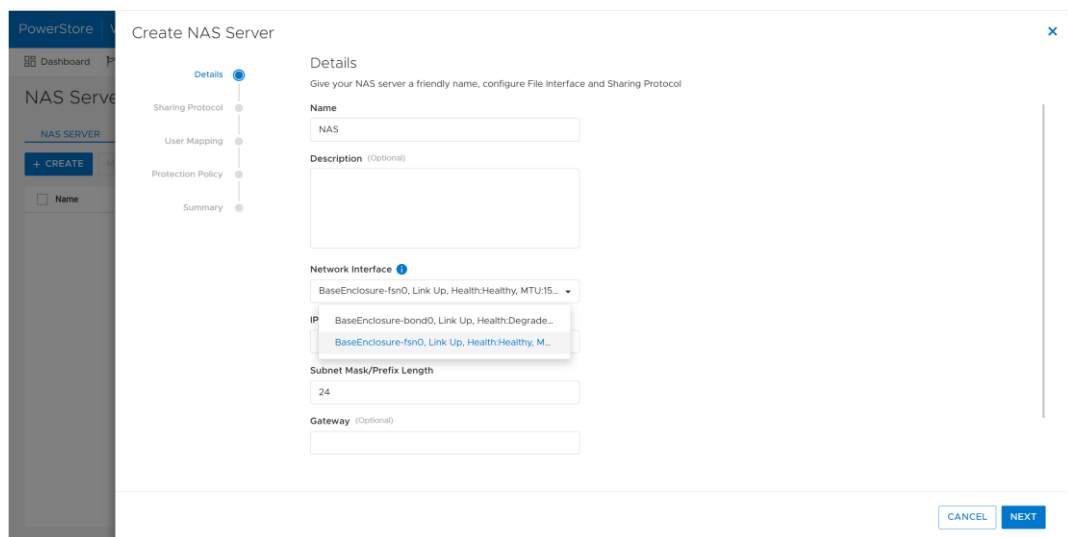 PowerStore
Create NAS Server
Dashboard
NAS Serve
NAS SERVER
+ CREATE
Name
Details
Sharing Protocol
User Mapping
Protection Policy
Summary
Details
Give your NAS server a friendly name, configure File Interface and Sharing Protocol
Name
NAS
Description (Optional)
Network Interface
BaseEnclosure-fsn0, Link Up, Health:Healthy, MTU:15...
IP
BaseEnclosure-bond0, Link Up, Health:Degrade...
BaseEnclosure-fsn0, Link Up, Health:Healthy, M...
Subnet Mask/Prefix Length
24
Gateway (Optional)
CANCEL
NEXT